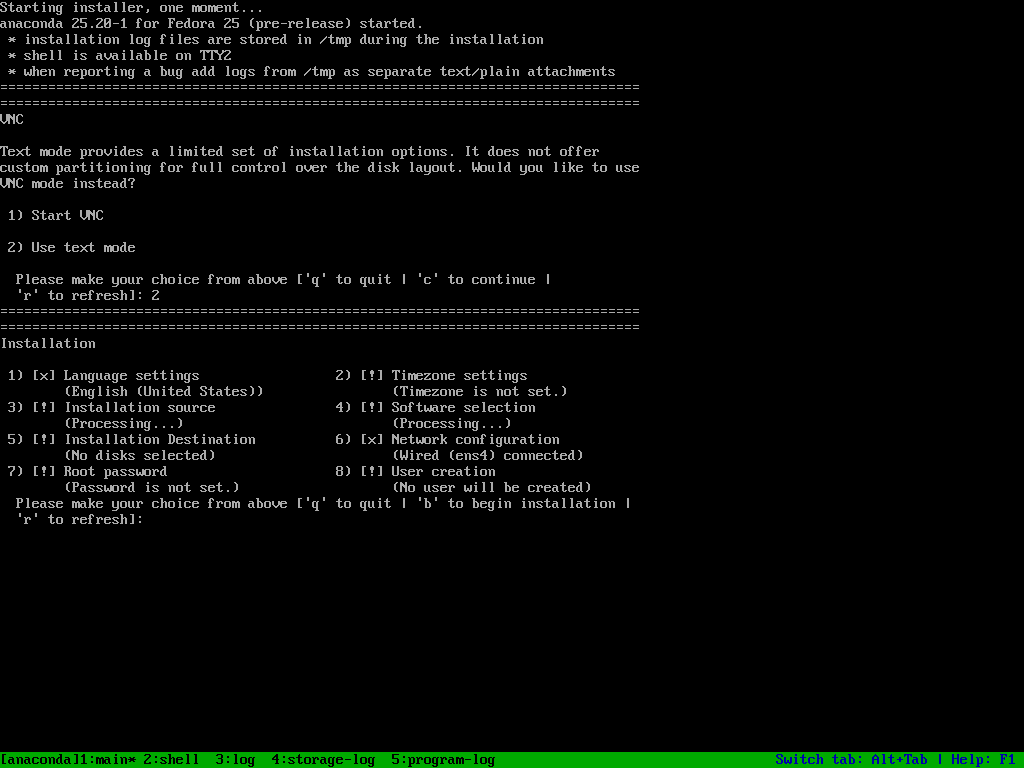 Starting installer, one moment...
anaconda 25.20-1 for Fedora 25 (pre-release) started.
 * installation log files are stored in /tmp during the installation
 * shell is available on TTY2
 * when reporting a bug add logs from /tmp as separate text/plain attachments
================================================================================
================================================================================
VNC

Text mode provides a limited set of installation options. It does not offer
custom partitioning for full control over the disk layout. Would you like to use
VNC mode instead?

 1) Start VNC

 2) Use text mode

  Please make your choice from above ['q' to quit | 'c' to continue |
  'r' to refresh]: 2
================================================================================
================================================================================
Installation

 1) [x] Language settings                 2) [!] Timezone settings
        (English (United States))                (Timezone is not set.)
 3) [!] Installation source               4) [!] Software selection
        (Processing...)                          (Processing...)
 5) [!] Installation Destination          6) [x] Network configuration
        (No disks selected)                      (Wired (ens4) connected)
 7) [!] Root password                     8) [!] User creation
        (Password is not set.)                   (No user will be created)
  Please make your choice from above ['q' to quit | 'b' to begin installation |
  'r' to refresh]:
[anaconda]1:main* 2:shell  3:log  4:storage-log  5:program-log                                   Switch tab: Alt+Tab | Help: F1